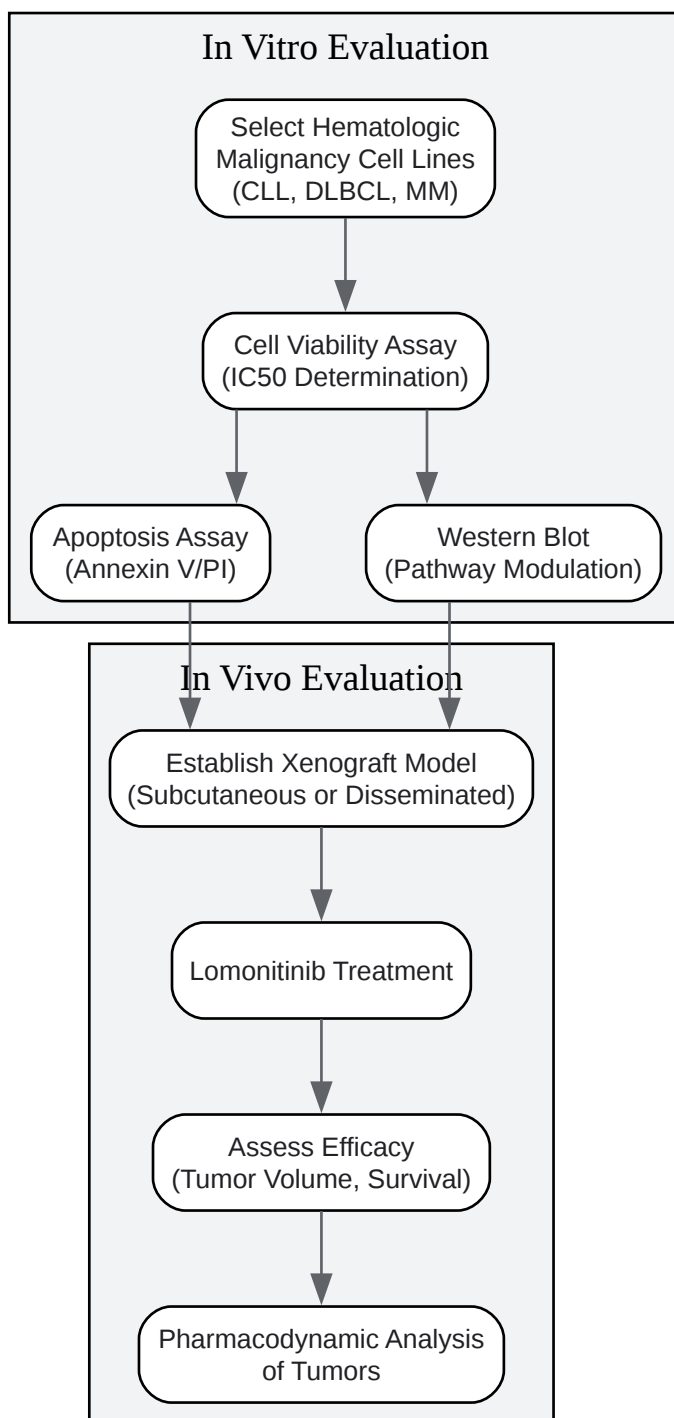 In Vitro Evaluation
Select Hematologic
Malignancy Cell Lines
(CLL, DLBCL, MM)
Cell Viability Assay
(IC50 Determination)
Apoptosis Assay
(Annexin V/PI)
Western Blot
(Pathway Modulation)
In Vivo Evaluation
Establish Xenograft Model
(Subcutaneous or Disseminated)
Lomonitinib Treatment
Assess Efficacy
(Tumor Volume, Survival)
Pharmacodynamic Analysis
of Tumors